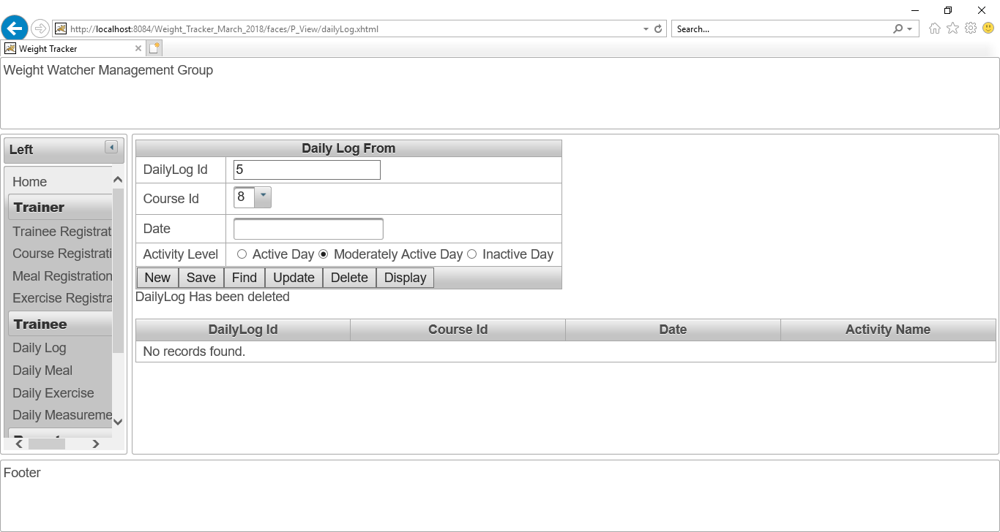 http://localhost:8084/Weight_Tracker_March_2018/faces/P_View/dailyLog.xhtml
Search...
Weight Tracker
Weight Watcher Management Group
Left
Home
Trainer
Trainee Registrat
Course Registrati
Meal Registration
Exercise Registra
Trainee
Daily Log
Daily Meal
Daily Exercise
Daily Measureme
Daily Log From
DailyLog Id 5
Course Id 8
Date
Activity Level Active Day Moderately Active Day Inactive Day
New Save Find Update Delete Display
DailyLog Has been deleted
DailyLog Id Course Id Date Activity Name
No records found.
Footer